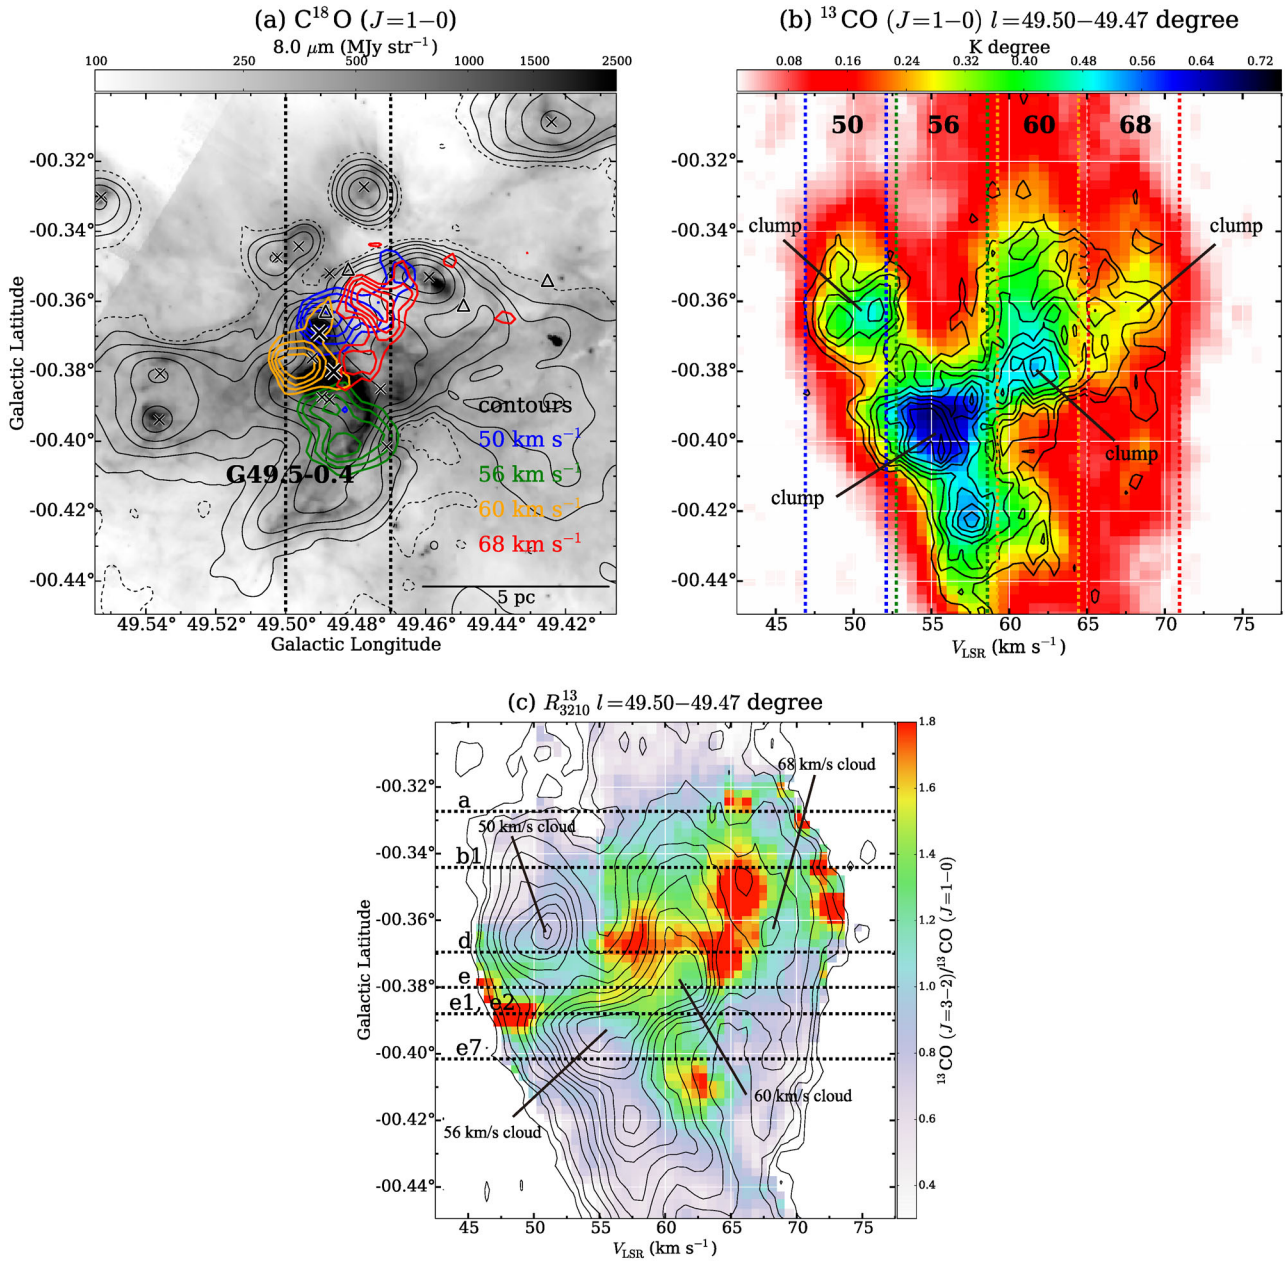 (a) C¹⁸O (J=1−0)
8.0 μm (MJy str⁻¹)
100 250 500 1000 1500 2500
-00.32°
-00.34°
-00.36°
-00.38°
-00.40°
-00.42°
-00.44°
Galactic Latitude
contours
50 km s⁻¹
56 km s⁻¹
60 km s⁻¹
68 km s⁻¹
G49.5-0.4
5 pc
49.54° 49.52° 49.50° 49.48° 49.46° 49.44° 49.42°
Galactic Longitude
(b) ¹³CO (J=1−0) l=49.50−49.47 degree
K degree
0.08 0.16 0.24 0.32 0.40 0.48 0.56 0.64 0.72
50 56 60 68
-00.32°
-00.34°
-00.36°
-00.38°
-00.40°
-00.42°
-00.44°
clump
clump
clump
clump
45 50 55 60 65 70 75
V_LSR (km s⁻¹)
(c) R¹³₃₂₁₀ l=49.50−49.47 degree
-00.32°
-00.34°
-00.36°
-00.38°
-00.40°
-00.42°
-00.44°
Galactic Latitude
68 km/s cloud
a
50 km/s cloud
b1
d
e
e1, e2
e7
60 km/s cloud
56 km/s cloud
45 50 55 60 65 70 75
V_LSR (km s⁻¹)
1.8
1.6
1.4
1.2
1.0
0.8
0.6
0.4
¹³CO (J=3−2)/¹³CO (J=1−0)